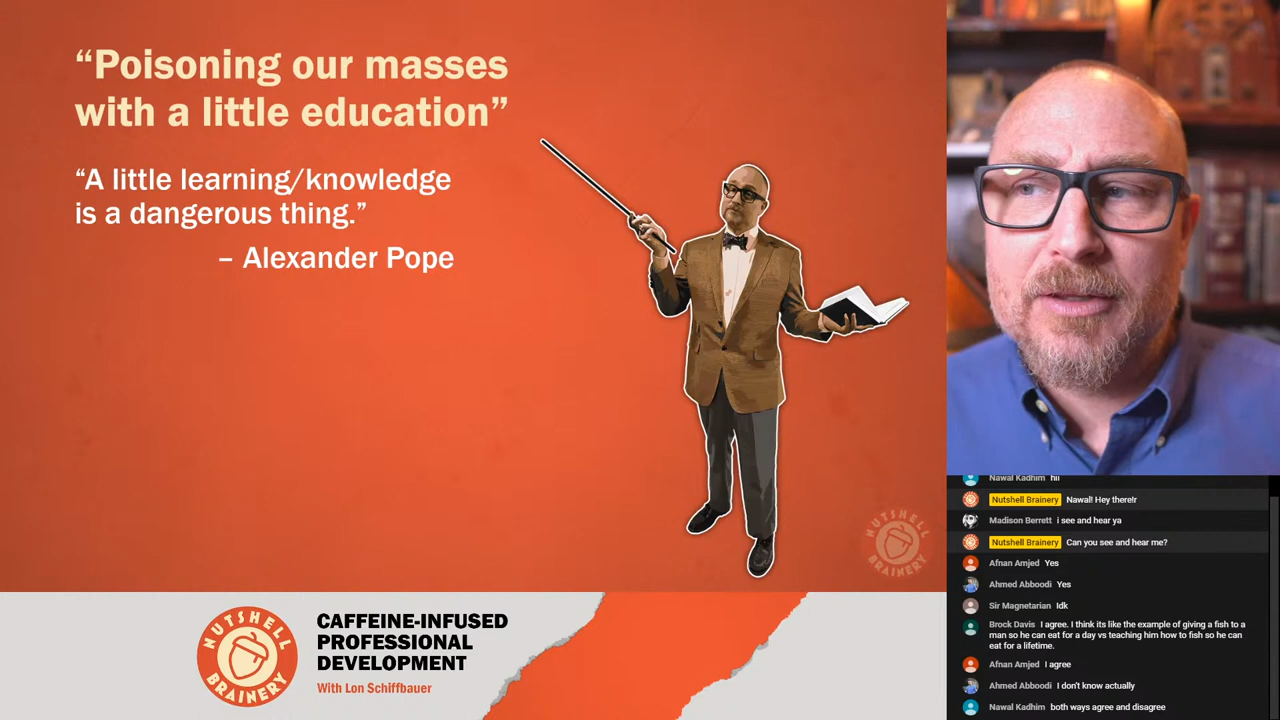 “Poisoning our masses
with a little education”
“A little learning/knowledge
is a dangerous thing.”
– Alexander Pope
NUTSHELL
BRAINERY
NUTSHELL
BRAINERY
CAFFEINE-INFUSED
PROFESSIONAL
DEVELOPMENT
With Lon Schiffbauer
Nawal Kadhim hii
Nutshell Brainery Nawal! Hey there!r
Madison Berrett i see and hear ya
Nutshell Brainery Can you see and hear me?
Afnan Amjed Yes
Ahmed Abboodi Yes
Sir Magnetarian Idk
Brock Davis I agree. I think its like the example of giving a fish to a
man so he can eat for a day vs teaching him how to fish so he can
eat for a lifetime.
Afnan Amjed I agree
Ahmed Abboodi I don't know actually
Nawal Kadhim both ways agree and disagree